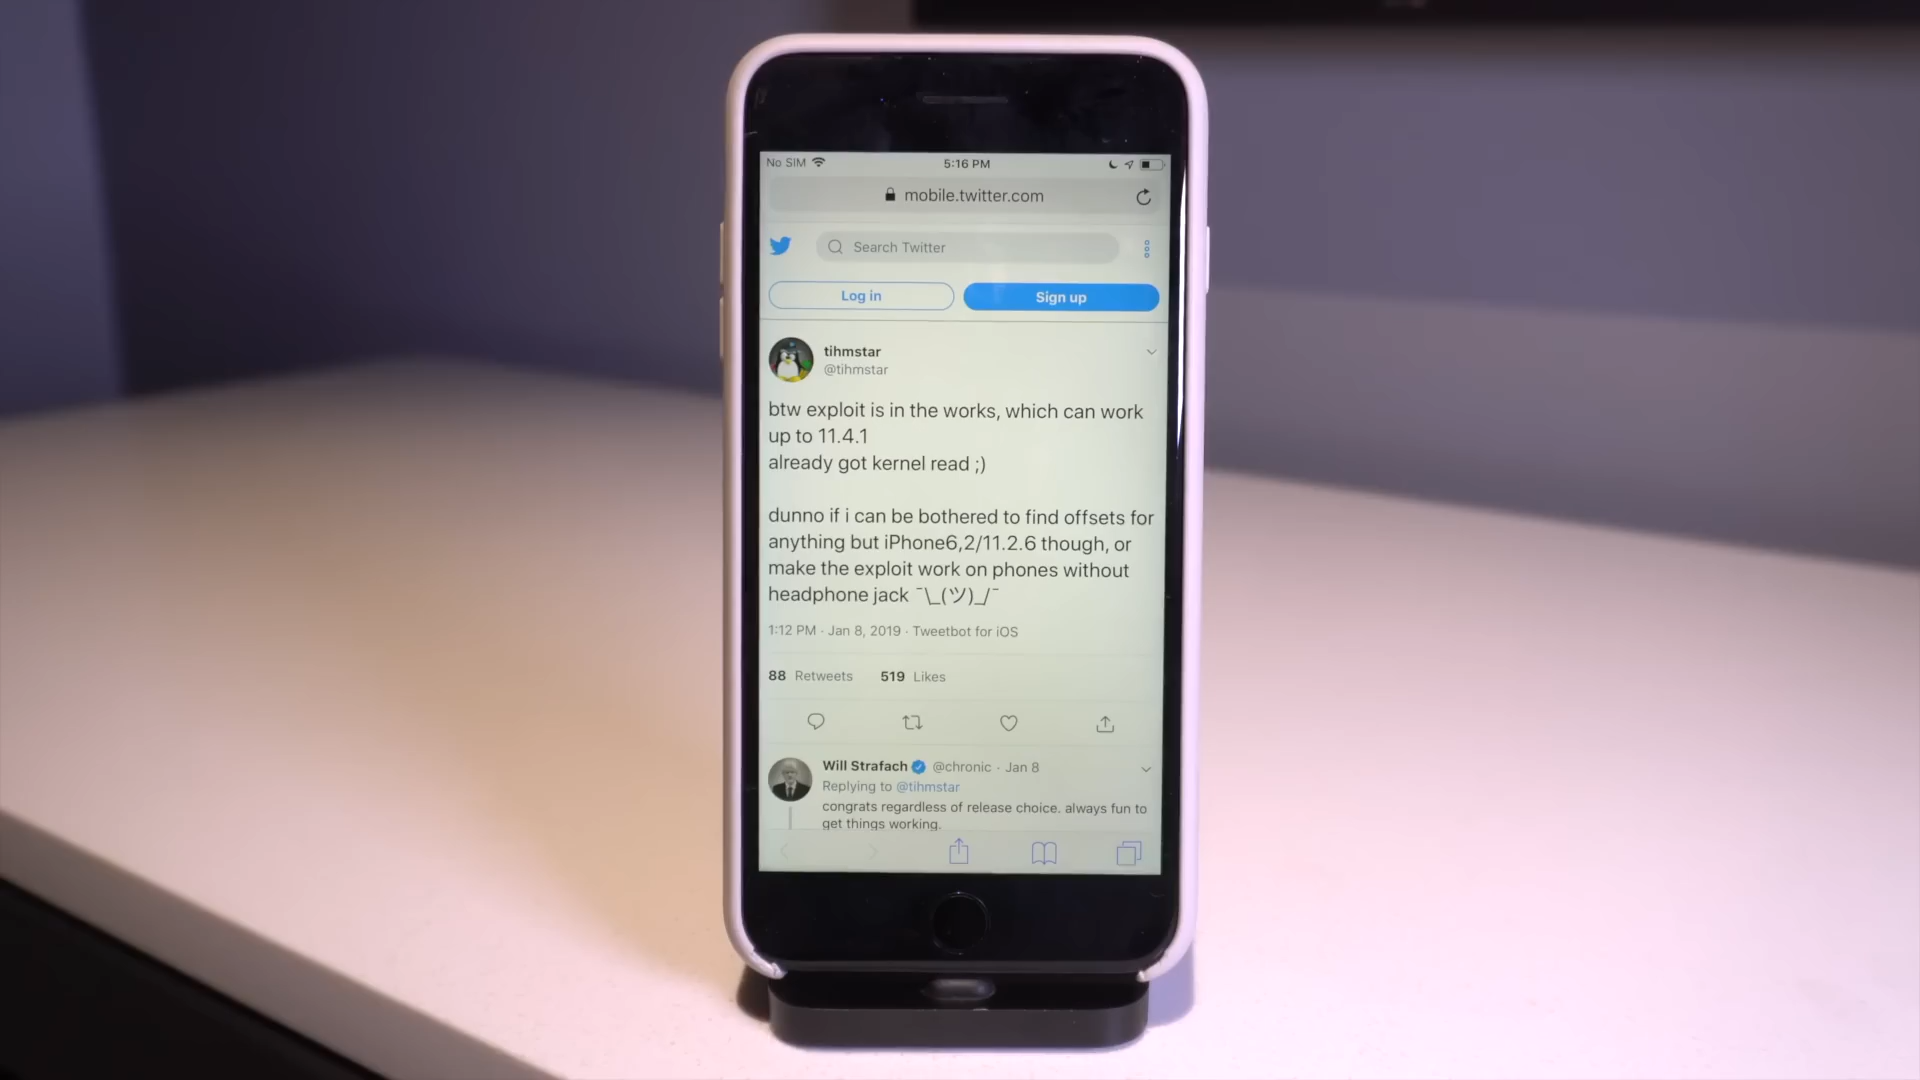 No SIM 5:16 PM
mobile.twitter.com
Search Twitter
Log in Sign up
tihmstar
@tihmstar
btw exploit is in the works, which can work
up to 11.4.1
already got kernel read ;)
dunno if i can be bothered to find offsets for
anything but iPhone6,2/11.2.6 though, or
make the exploit work on phones without
headphone jack ¯\_(ツ)_/¯
1:12 PM · Jan 8, 2019 · Tweetbot for iOS
88 Retweets 519 Likes
Will Strafach @chronic · Jan 8
Replying to @tihmstar
congrats regardless of release choice. always fun to
get things working.